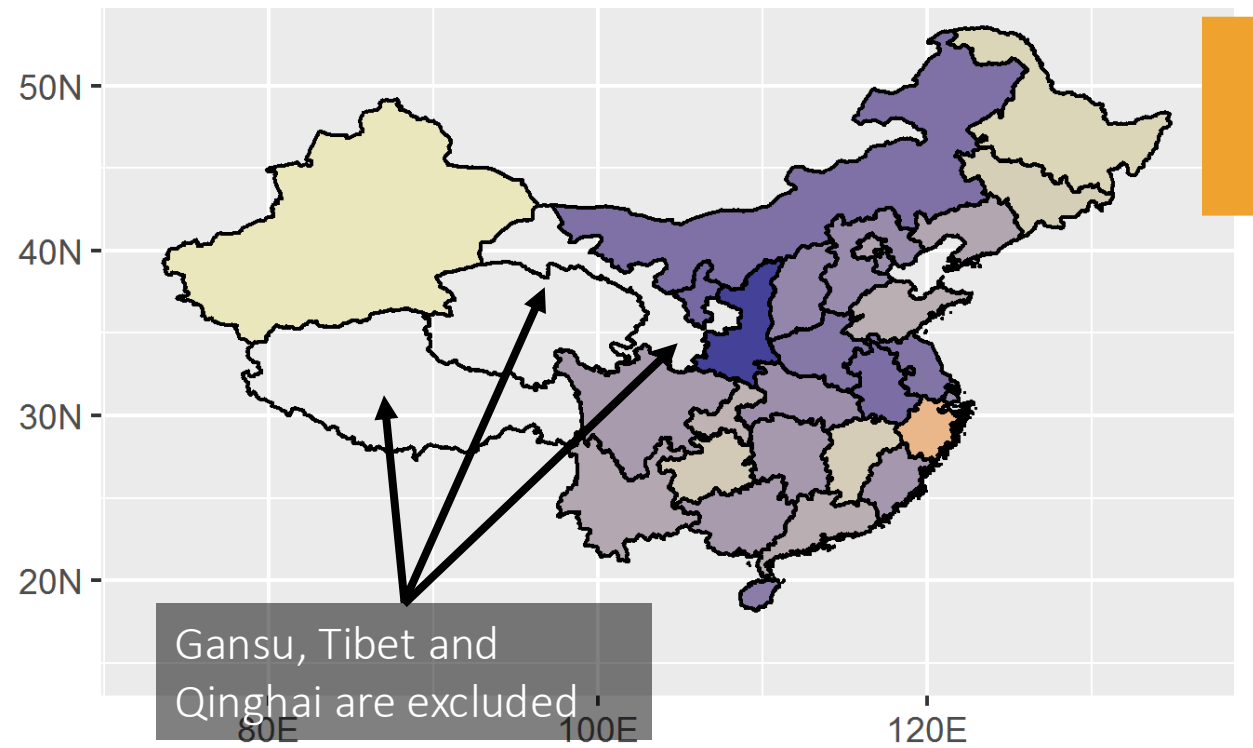 50N
40N
30N
20N
Gansu, Tibet and
Qinghai are excluded
80E 100E 120E